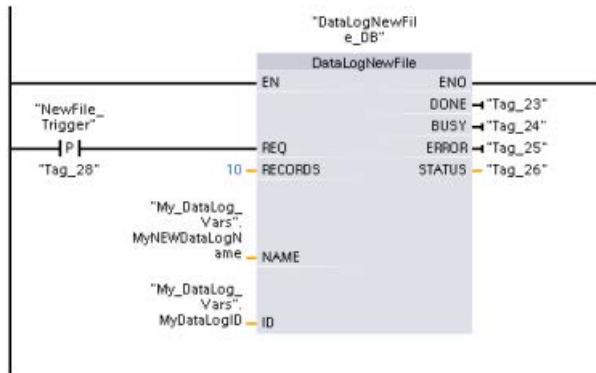 "DataLogNewFil
e_DB"
DataLogNewFile
EN
ENO
DONE
"Tag_23"
"NewFile_
Trigger"
BUSY
"Tag_24"
P
REQ
ERROR
"Tag_25"
"Tag_28"
10
RECORDS
STATUS
"Tag_26"
"My_DataLog_
Vars".
MyNEWDataLogN
ame
NAME
"My_DataLog_
Vars".
MyDataLogID
ID